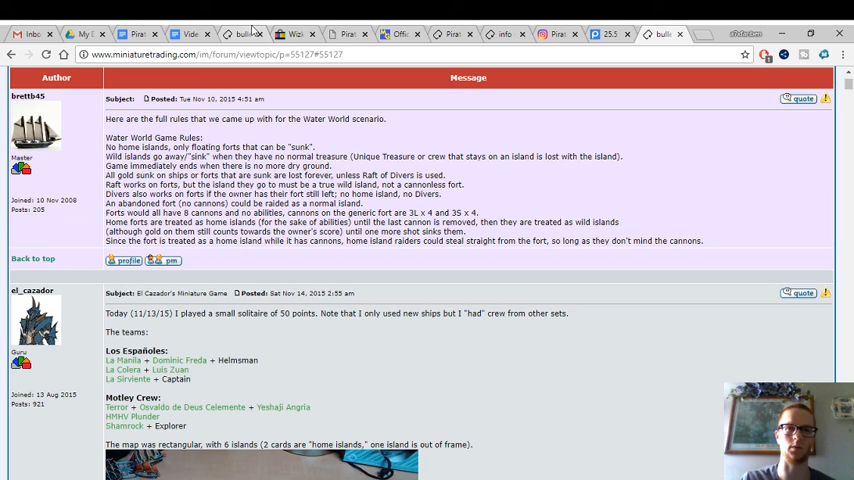 Inbo
My D
Pirat
Vide
bulle
Wizk
Pirat
Offic
Pirat
info
Pirat
25.5
bulle
www.miniaturetrading.com/im/forum/viewtopic/p=55127#55127
Author Message
brettb45
Subject: Posted: Tue Nov 10, 2015 4:51 am
quote
Here are the full rules that we came up with for the Water World scenario.
Master
Joined: 10 Nov 2008
Posts: 205
Water World Game Rules:
No home islands, only floating forts that can be "sunk".
Wild islands go away/"sink" when they have no normal treasure (Unique Treasure or crew that stays on an island is lost with the island).
Game immediately ends when there is no more dry ground.
All gold sunk on ships or forts that are sunk are lost forever, unless Raft of Divers is used.
Raft works on forts, but the island they go to must be a true wild island, not a cannonless fort.
Divers also works on forts if the owner has their fort still left; no home island, no Divers.
An abandoned fort (no cannons) could be raided as a normal island.
Forts would all have 8 cannons and no abilities, cannons on the generic fort are 3L x 4 and 3S x 4.
Home forts are treated as home islands (for the sake of abilities) until the last cannon is removed, then they are treated as wild islands
(although gold on them still counts towards the owner's score) until one more shot sinks them.
Since the fort is treated as a home island while it has cannons, home island raiders could steal straight from the fort, so long as they don't mind the cannons.
Back to top
profile pm
el_cazador
Subject: El Cazador's Miniature Game Posted: Sat Nov 14, 2015 2:55 am
quote
Guru
Joined: 13 Aug 2015
Posts: 921
Today (11/13/15) I played a small solitaire of 50 points. Note that I only used new ships but I "had" crew from other sets.
The teams:
Los Españoles:
La Manila + Dominic Freda + Helmsman
La Colera + Luis Zuan
La Sirviente + Captain
Motley Crew:
Terror + Osvaldo de Deus Celemente + Yeshaji Angria
HMHV Plunder
Shamrock + Explorer
The map was rectangular, with 6 islands (2 cards are "home islands," one island is out of frame).